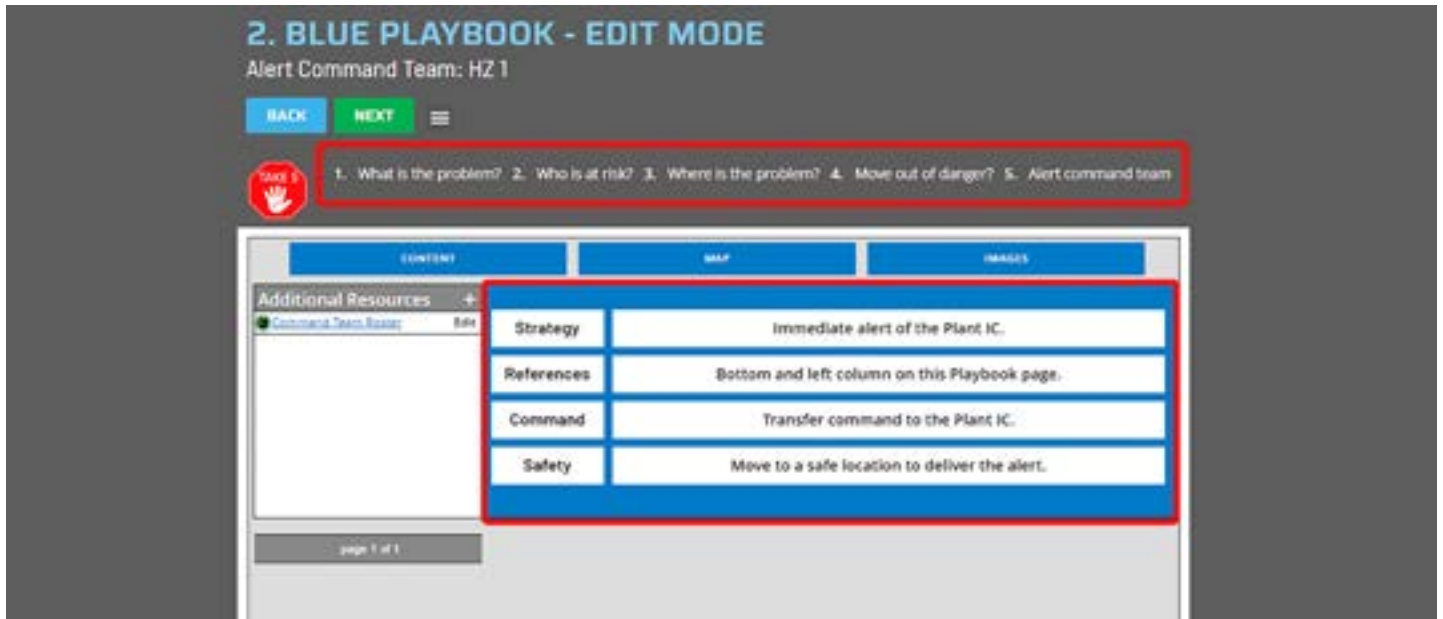 2. BLUE PLAYBOOK - EDIT MODE
Alert Command Team: HZ 1
BACK NEXT
TAKE 5
1. What is the problem? 2. Who is at risk? 3. Where is the problem? 4. Move out of danger? 5. Alert command team
CONTENT MAP IMAGES
Additional Resources +
Command Team Roster Edit
Strategy Immediate alert of the Plant IC.
References Bottom and left column on this Playbook page.
Command Transfer command to the Plant IC.
Safety Move to a safe location to deliver the alert.
page 1 of 1